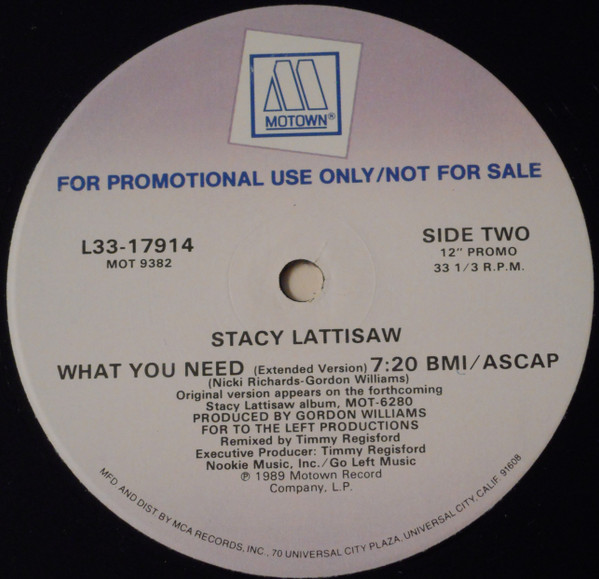 M
MOTOWN®
FOR PROMOTIONAL USE ONLY/NOT FOR SALE
L33-17914
MOT 9382
SIDE TWO
12" PROMO
33 1/3 R.P.M.
STACY LATTISAW
WHAT YOU NEED (Extended Version) 7:20 BMI/ASCAP
(Nicki Richards-Gordon Williams)
Original version appears on the forthcoming
Stacy Lattisaw album, MOT-6280
PRODUCED BY GORDON WILLIAMS
FOR TO THE LEFT PRODUCTIONS
Remixed by Timmy Regisford
Executive Producer: Timmy Regisford
Nookie Music, Inc./Go Left Music
℗ 1989 Motown Record
Company, L.P.
MFD. AND DIST BY MCA RECORDS, INC., 70 UNIVERSAL CITY PLAZA, UNIVERSAL CITY, CALIF. 91608